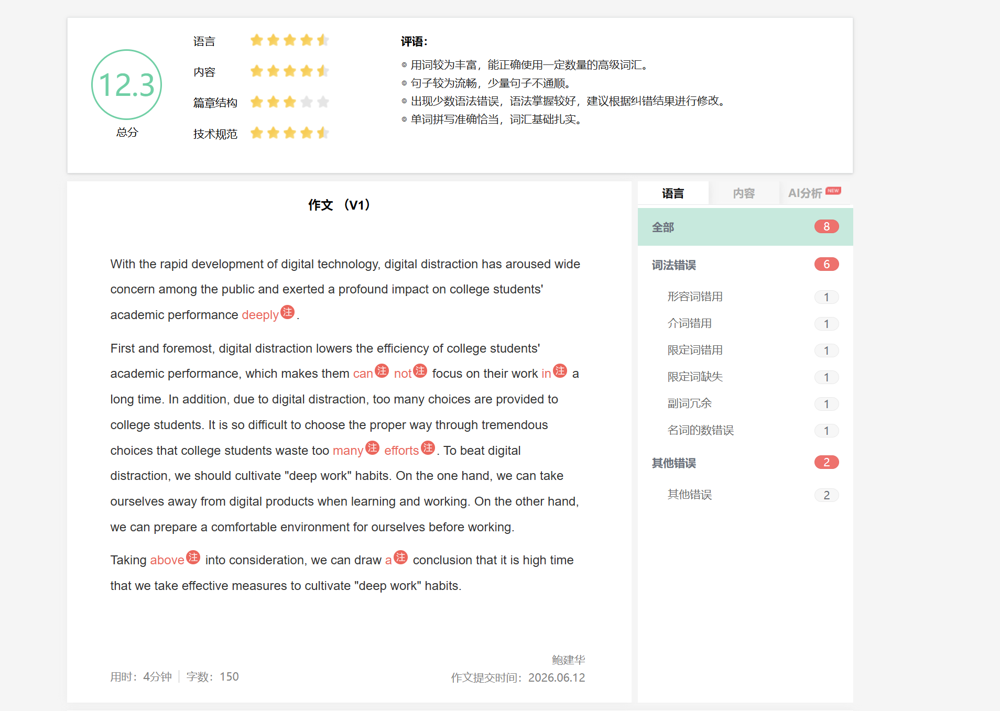 语言
内容
篇章结构
技术规范
12.3
总分
评语：
用词较为丰富，能正确使用一定数量的高级词汇。
句子较为流畅，少量句子不通顺。
出现少数语法错误，语法掌握较好，建议根据纠错结果进行修改。
单词拼写准确恰当，词汇基础扎实。
作文 （V1）
With the rapid development of digital technology, digital distraction has aroused wide
concern among the public and exerted a profound impact on college students'
academic performance deeply注.
First and foremost, digital distraction lowers the efficiency of college students'
academic performance, which makes them can注 not注 focus on their work in注 a
long time. In addition, due to digital distraction, too many choices are provided to
college students. It is so difficult to choose the proper way through tremendous
choices that college students waste too many注 efforts注. To beat digital
distraction, we should cultivate "deep work" habits. On the one hand, we can take
ourselves away from digital products when learning and working. On the other hand,
we can prepare a comfortable environment for ourselves before working.
Taking above注 into consideration, we can draw a注 conclusion that it is high time
that we take effective measures to cultivate "deep work" habits.
鲍建华
用时：4分钟 字数：150
作文提交时间：2026.06.12
语言 内容 AI分析 NEW
全部 8
词法错误 6
形容词错用 1
介词错用 1
限定词错用 1
限定词缺失 1
副词冗余 1
名词的数错误 1
其他错误 2
其他错误 2